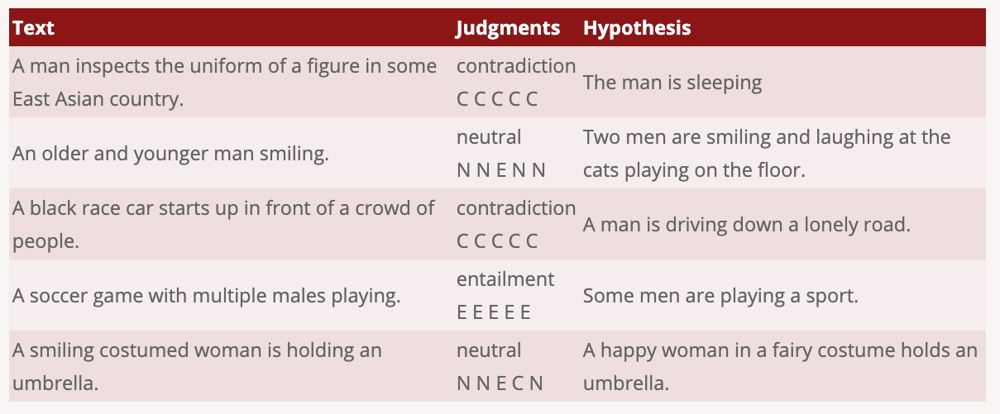 Text Judgments Hypothesis
A man inspects the uniform of a figure in some
East Asian country.
contradiction
C C C C C
The man is sleeping
An older and younger man smiling.
neutral
N N E N N
Two men are smiling and laughing at the
cats playing on the floor.
A black race car starts up in front of a crowd of
people.
contradiction
C C C C C
A man is driving down a lonely road.
A soccer game with multiple males playing.
entailment
E E E E E
Some men are playing a sport.
A smiling costumed woman is holding an
umbrella.
neutral
N N E C N
A happy woman in a fairy costume holds an
umbrella.